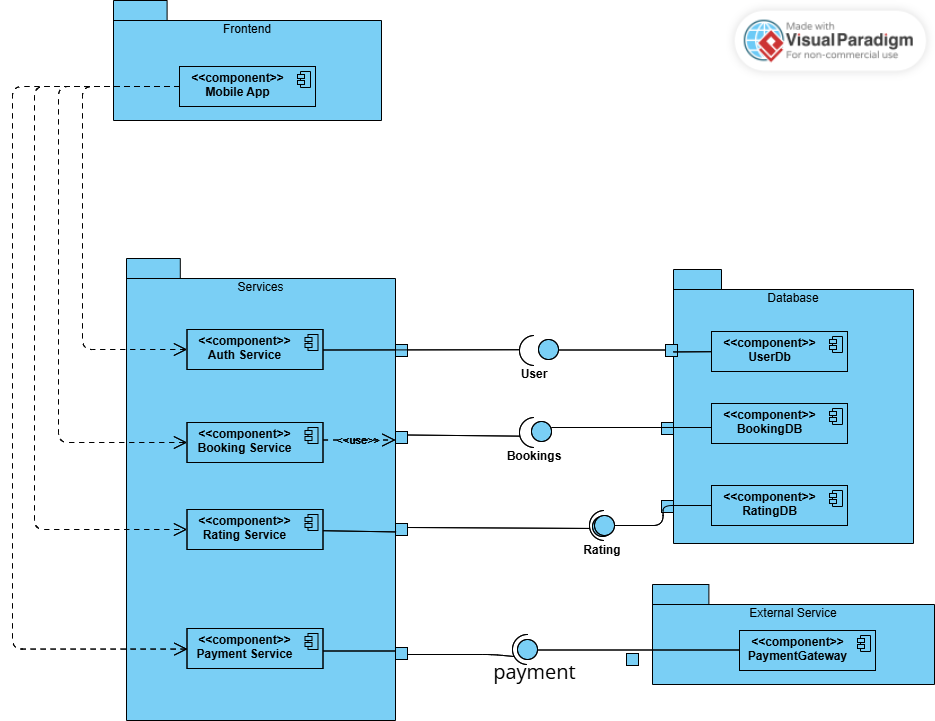 Made with
Visual Paradigm
For non-commercial use
Frontend
<<component>>
Mobile App
Services
<<component>>
Auth Service
<<component>>
Booking Service
<<use>>
<<component>>
Rating Service
<<component>>
Payment Service
User
Bookings
Rating
payment
Database
<<component>>
UserDb
<<component>>
BookingDB
<<component>>
RatingDB
External Service
<<component>>
PaymentGateway